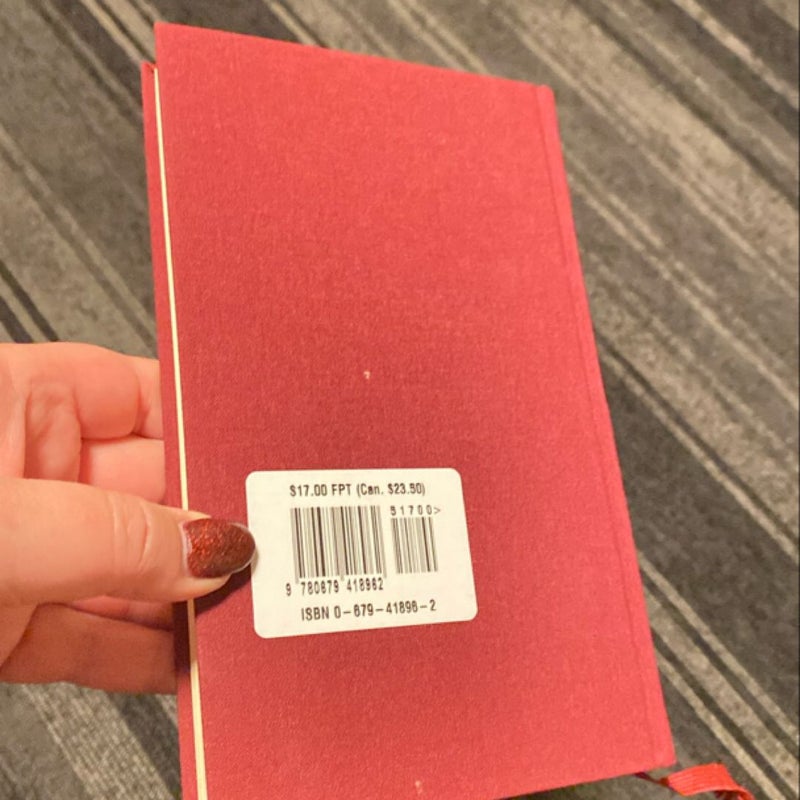 $17.00 FPT (Can. $23.50)
51700>
9 780679 418962
ISBN 0-679-41896-2